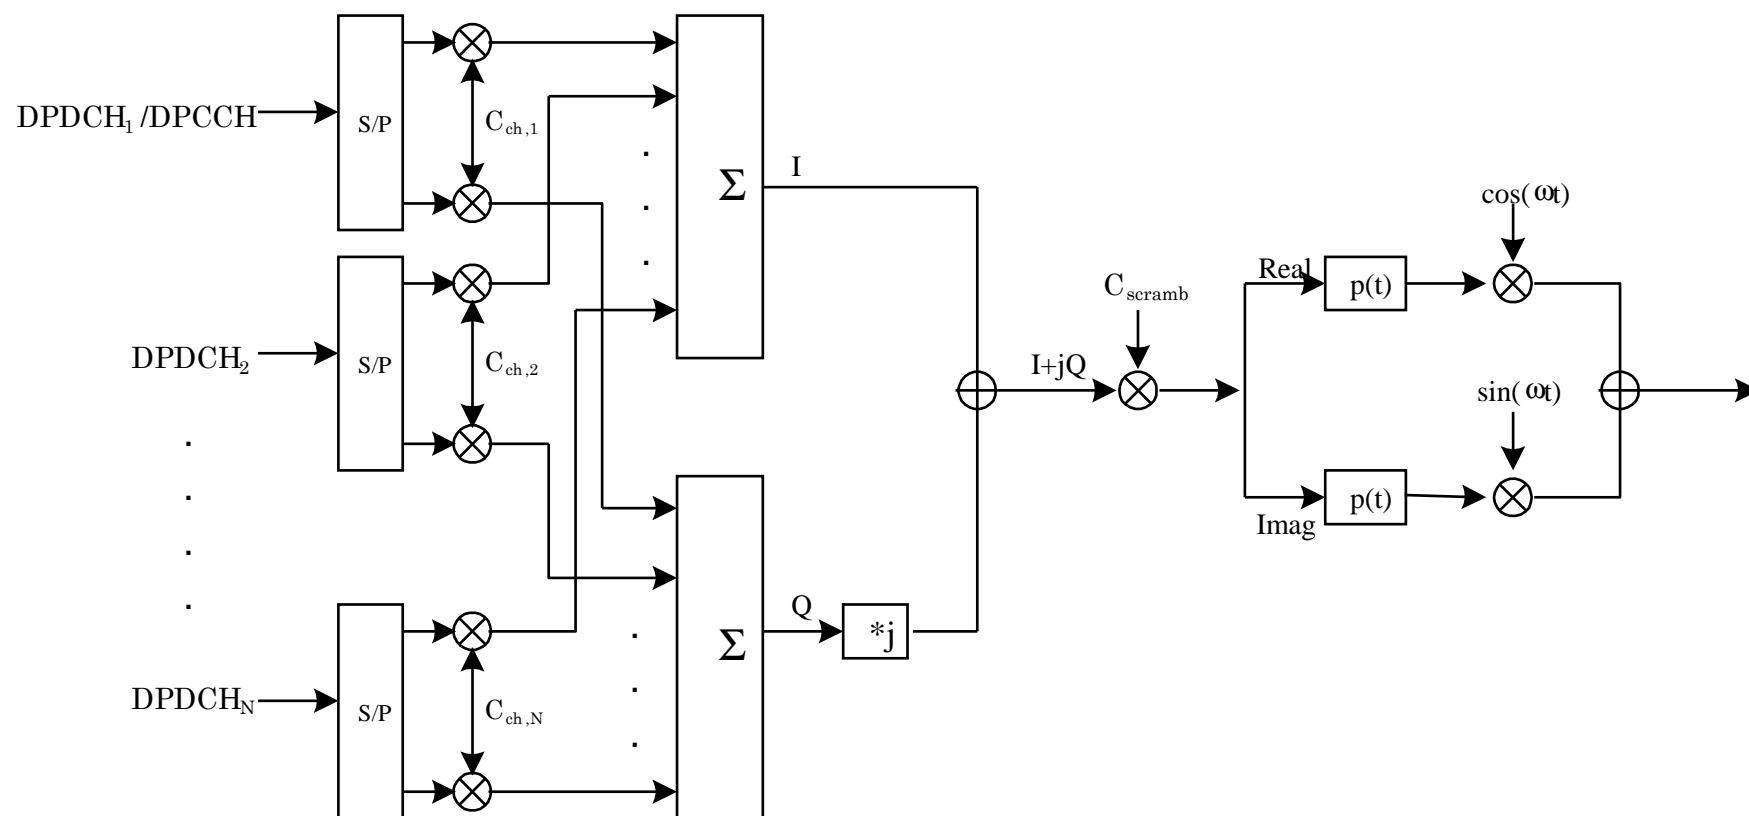 DPDCH1 /DPCCH
S/P
Cch,1
Σ
I
DPDCH2
S/P
Cch,2
DPDCHN
S/P
Cch,N
Σ
Q
*j
I+jQ
Cscramb
Real
p(t)
cos(ωt)
Imag
p(t)
sin(ωt)